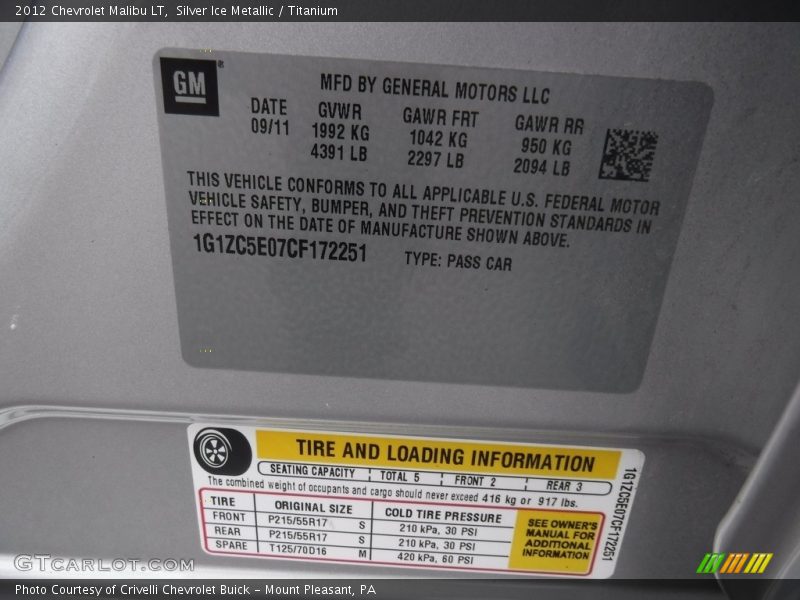 2012 Chevrolet Malibu LT, Silver Ice Metallic / Titanium
GM
MFD BY GENERAL MOTORS LLC
DATE GVWR GAWR FRT GAWR RR
09/11 1992 KG 1042 KG 950 KG
4391 LB 2297 LB 2094 LB
THIS VEHICLE CONFORMS TO ALL APPLICABLE U.S. FEDERAL MOTOR
VEHICLE SAFETY, BUMPER, AND THEFT PREVENTION STANDARDS IN
EFFECT ON THE DATE OF MANUFACTURE SHOWN ABOVE.
1G1ZC5E07CF172251 TYPE: PASS CAR
TIRE AND LOADING INFORMATION
SEATING CAPACITY TOTAL 5 FRONT 2 REAR 3
The combined weight of occupants and cargo should never exceed 416 kg or 917 lbs.
TIRE ORIGINAL SIZE COLD TIRE PRESSURE
FRONT P215/55R17 S 210 kPa, 30 PSI
REAR P215/55R17 S 210 kPa, 30 PSI
SPARE T125/70D16 M 420 kPa, 60 PSI
SEE OWNER'S
MANUAL FOR
ADDITIONAL
INFORMATION
1G1ZC5E07CF172251
GTCarLot.com
Photo Courtesy of Crivelli Chevrolet Buick - Mount Pleasant, PA